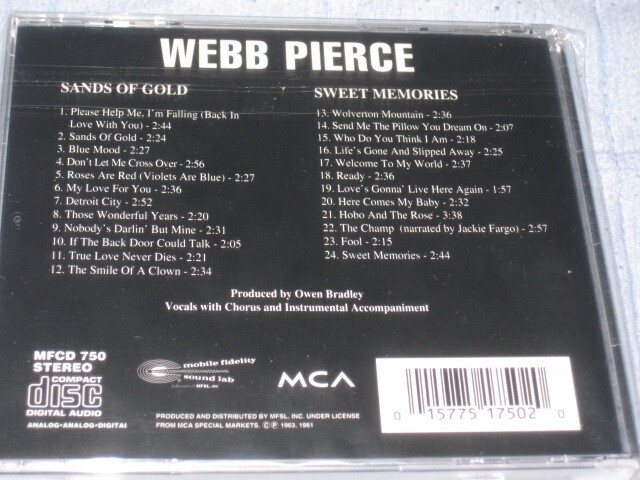 WEBB PIERCE
SANDS OF GOLD
1. Please Help Me, I'm Falling (Back In
Love With You) - 2:44
2. Sands Of Gold - 2:24
3. Blue Mood - 2:27
4. Don't Let Me Cross Over - 2:56
5. Roses Are Red (Violets Are Blue) - 2:27
6. My Love For You - 2:36
7. Detroit City - 2:52
8. Those Wonderful Years - 2:20
9. Nobody's Darlin' But Mine - 2:31
10. If The Back Door Could Talk - 2:05
11. True Love Never Dies - 2:21
12. The Smile Of A Clown - 2:34
SWEET MEMORIES
13. Wolverton Mountain - 2:36
14. Send Me The Pillow You Dream On - 2:07
15. Who Do You Think I Am - 2:18
16. Life's Gone And Slipped Away - 2:25
17. Welcome To My World - 2:37
18. Ready - 2:36
19. Love's Gonna' Live Here Again - 1:57
20. Here Comes My Baby - 2:32
21. Hobo And The Rose - 3:38
22. The Champ (narrated by Jackie Fargo) - 2:57
23. Fool - 2:15
24. Sweet Memories - 2:44
Produced by Owen Bradley
Vocals with Chorus and Instrumental Accompaniment
MFCD 750
STEREO
COMPACT
disc
DIGITAL AUDIO
ANALOG-ANALOG-DIGITAL
mobile fidelity
sound lab
MCA
PRODUCED AND DISTRIBUTED BY MFSL, INC. UNDER LICENSE
FROM MCA SPECIAL MARKETS. ©℗ 1963, 1961
0 15775 17502 0